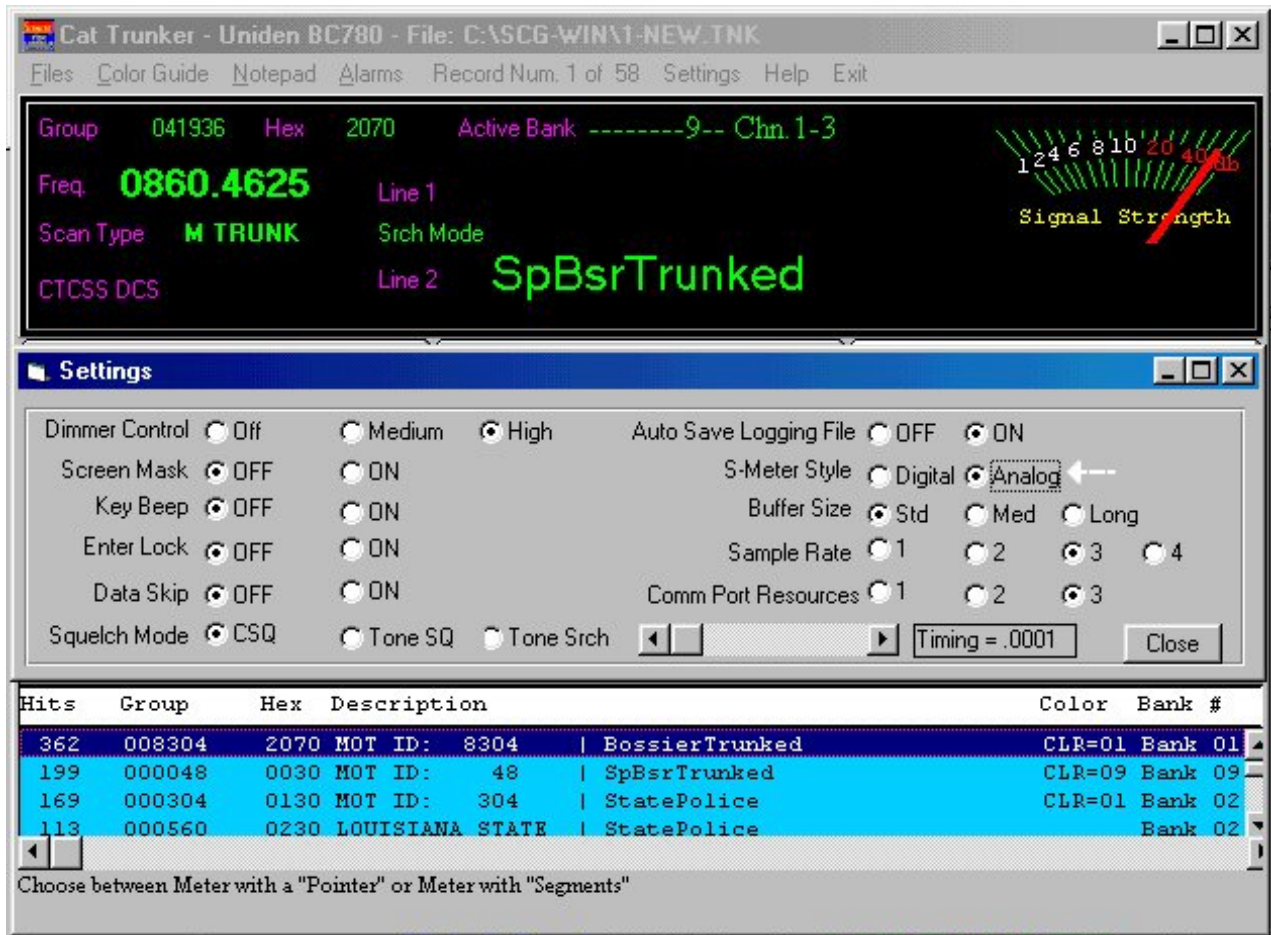 Cat Trunker - Uniden BC780 - File: C:\SCG-WIN\1-NEW.TNK
Files Color Guide Notepad Alarms Record Num. 1 of 58 Settings Help Exit
Group 041936 Hex 2070 Active Bank --------9-- Chn. 1-3
1 2 4 6 8 10 20 40 db
Freq. 0860.4625 Line 1
Signal Strength
Scan Type M TRUNK Srch Mode
CTCSS DCS Line 2 SpBsrTrunked
Settings
Dimmer Control Off Medium High Auto Save Logging File OFF ON
Screen Mask OFF ON S-Meter Style Digital Analog
Key Beep OFF ON Buffer Size Std Med Long
Enter Lock OFF ON Sample Rate 1 2 3 4
Data Skip OFF ON Comm Port Resources 1 2 3
Squelch Mode CSQ Tone SQ Tone Srch Timing = .0001 Close
Hits Group Hex Description Color Bank #
362 008304 2070 MOT ID: 8304 | BossierTrunked CLR=01 Bank 01
199 000048 0030 MOT ID: 48 | SpBsrTrunked CLR=09 Bank 09
169 000304 0130 MOT ID: 304 | StatePolice CLR=01 Bank 02
113 000560 0230 LOUISIANA STATE | StatePolice Bank 02
Choose between Meter with a "Pointer" or Meter with "Segments"